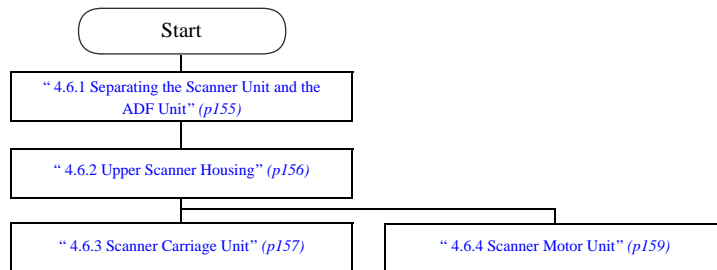 Start
“ 4.6.1 Separating the Scanner Unit and the
ADF Unit” (p155)
“ 4.6.2 Upper Scanner Housing” (p156)
“ 4.6.3 Scanner Carriage Unit” (p157)
“ 4.6.4 Scanner Motor Unit” (p159)